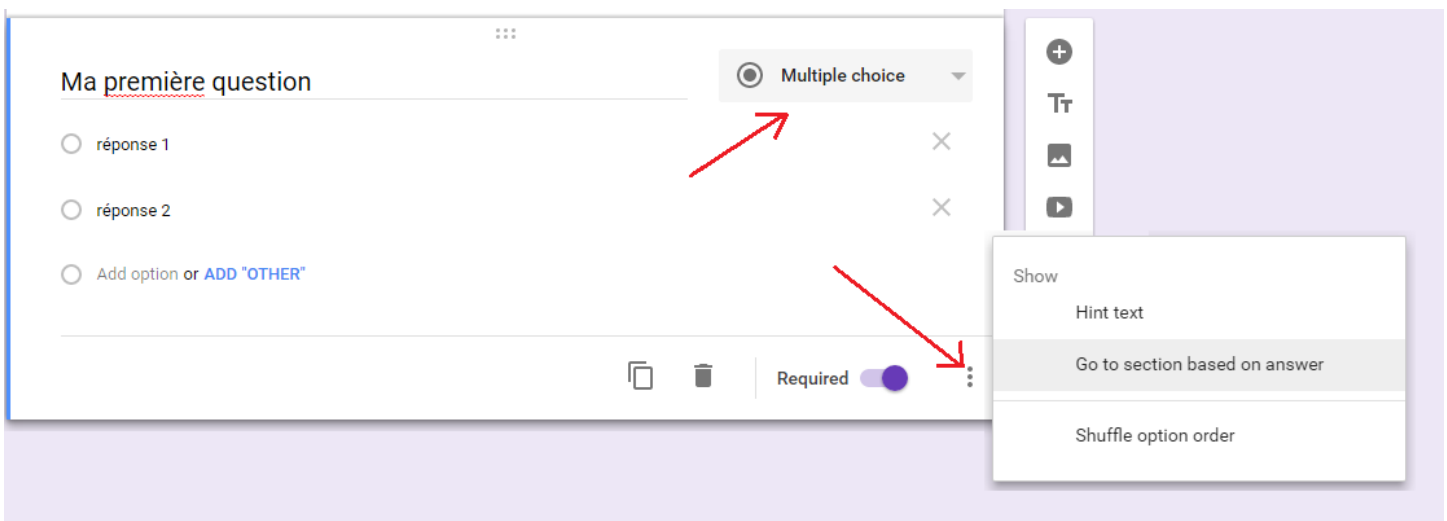 Ma première question
Multiple choice
réponse 1
réponse 2
Add option or ADD "OTHER"
Required
Show
Hint text
Go to section based on answer
Shuffle option order